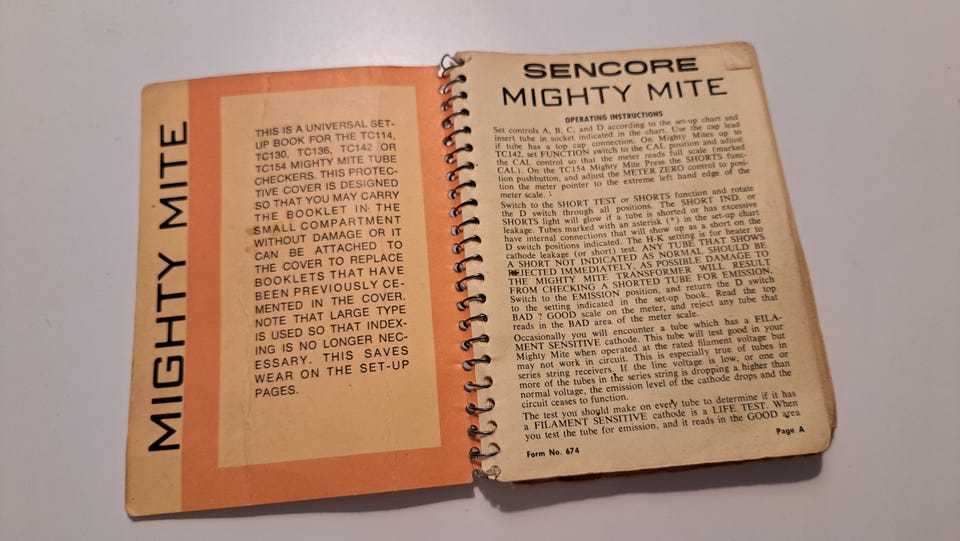 MIGHTY MITE
THIS IS A UNIVERSAL SET-
UP BOOK FOR THE TC114,
TC130, TC136, TC142 OR
TC154 MIGHTY MITE TUBE
CHECKERS. THIS PROTEC-
TIVE COVER IS DESIGNED
SO THAT YOU MAY CARRY
THE BOOKLET IN THE
SMALL COMPARTMENT
WITHOUT DAMAGE OR IT
CAN BE ATTACHED TO
THE COVER TO REPLACE
BOOKLETS THAT HAVE
BEEN PREVIOUSLY CE-
MENTED IN THE COVER.
NOTE THAT LARGE TYPE
IS USED SO THAT INDEX-
ING IS NO LONGER NEC-
ESSARY. THIS SAVES
WEAR ON THE SET-UP
PAGES.
SENCORE
MIGHTY MITE
OPERATING INSTRUCTIONS
Set controls A, B, C, and D according to the set-up chart and
insert tube in socket indicated in the chart. Use the cap lead
if tube has a top cap connection. On Mighty Mites up to
TC142, set FUNCTION switch to the CAL position and adjust
the CAL control so that the meter reads full scale (marked
CAL). On the TC154 Mighty Mite Press the SHORTS func-
tion pushbutton, and adjust the METER ZERO control to posi-
tion the meter pointer to the extreme left hand edge of the
meter scale.
Switch to the SHORT TEST or SHORTS function and rotate
the D switch through all positions. The SHORT IND. or
SHORTS light will glow if a tube is shorted or has excessive
leakage. Tubes marked with an asterisk (*) in the set-up chart
have internal connections that will show up as a short on the
D switch positions indicated. The H-K setting is for heater to
cathode leakage (or short) test. ANY TUBE THAT SHOWS
A SHORT NOT INDICATED AS NORMAL SHOULD BE
REJECTED IMMEDIATELY, AS POSSIBLE DAMAGE TO
THE MIGHTY MITE TRANSFORMER WILL RESULT
FROM CHECKING A SHORTED TUBE FOR EMISSION.
Switch to the EMISSION position, and return the D switch
to the setting indicated in the set-up book. Read the top
BAD ? GOOD scale on the meter, and reject any tube that
reads in the BAD area of the meter scale.
Occasionally you will encounter a tube which has a FILA-
MENT SENSITIVE cathode. This tube will test good in your
Mighty Mite when operated at the rated filament voltage but
may not work in circuit. This is especially true of tubes in
series string receivers. If the line voltage is low, or one or
more of the tubes in the series string is dropping a higher than
normal voltage, the emission level of the cathode drops and the
circuit ceases to function.
The test you should make on every tube to determine if it has
a FILAMENT SENSITIVE cathode is a LIFE TEST. When
you test the tube for emission, and it reads in the GOOD area
Form No. 674
Page A